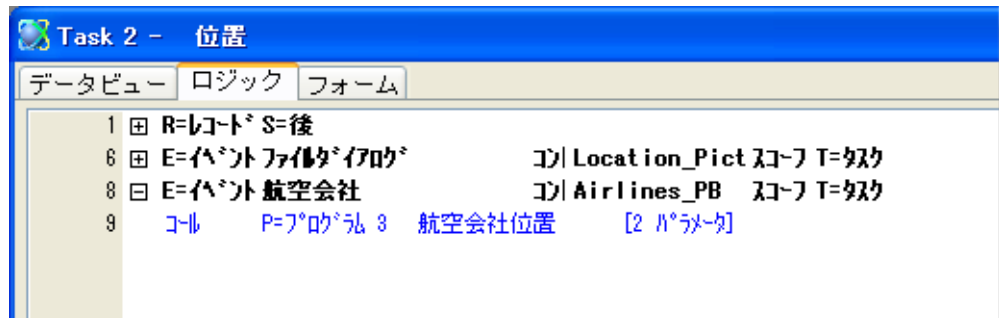 Task 2 - 位置
データビュー ロジック フォーム
1 R=ﾚｺｰﾄﾞ S=後
6 E=ｲﾍﾞﾝﾄ ﾌｧｲﾙﾀﾞｲｱﾛｸﾞ ｺﾝ| Location_Pict ｽｺｰﾌ T=ﾀｽｸ
8 E=ｲﾍﾞﾝﾄ 航空会社 ｺﾝ| Airlines_PB ｽｺｰﾌ T=ﾀｽｸ
9 ｺｰﾙ P=ﾌﾟﾛｸﾞﾗﾑ 3 航空会社位置 [2 ﾊﾟﾗﾒｰﾀ]